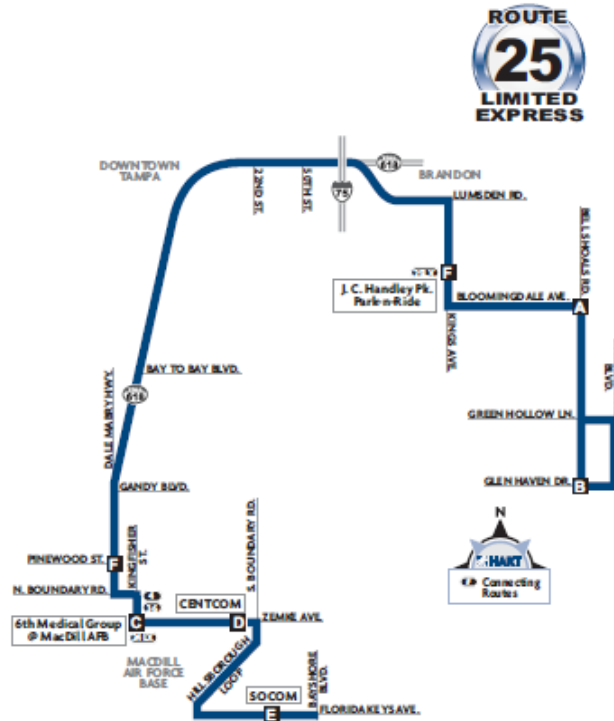 ROUTE
25
LIMITED
EXPRESS
DOWNTOWN
TAMPA
22ND ST.
50TH ST.
75
618
BRANDON
LUMSDEN RD.
BELL SHOALS RD.
F
J. C. Handley Pk.
Park-n-Ride
BLOOMINGDALE AVE.
A
KINGS AVE.
BLVD.
BAY TO BAY BLVD.
618
DALE MABRY HWY.
GREEN HOLLOW LN.
GLEN HAVEN DR.
B
GANDY BLVD.
N
HART
Connecting
Routes
PINEWOOD ST.
F
KINGFISHER
ST.
S. BOUNDARY RD.
N. BOUNDARY RD.
CENTCOM
6th Medical Group
@ MacDill AFB
C
D
ZEMKE AVE.
MACDILL
AIR FORCE
BASE
HILLSBOROUGH
LOOP
SOCOM
BAYSHORE
BLVD.
E
FLORIDA KEYS AVE.